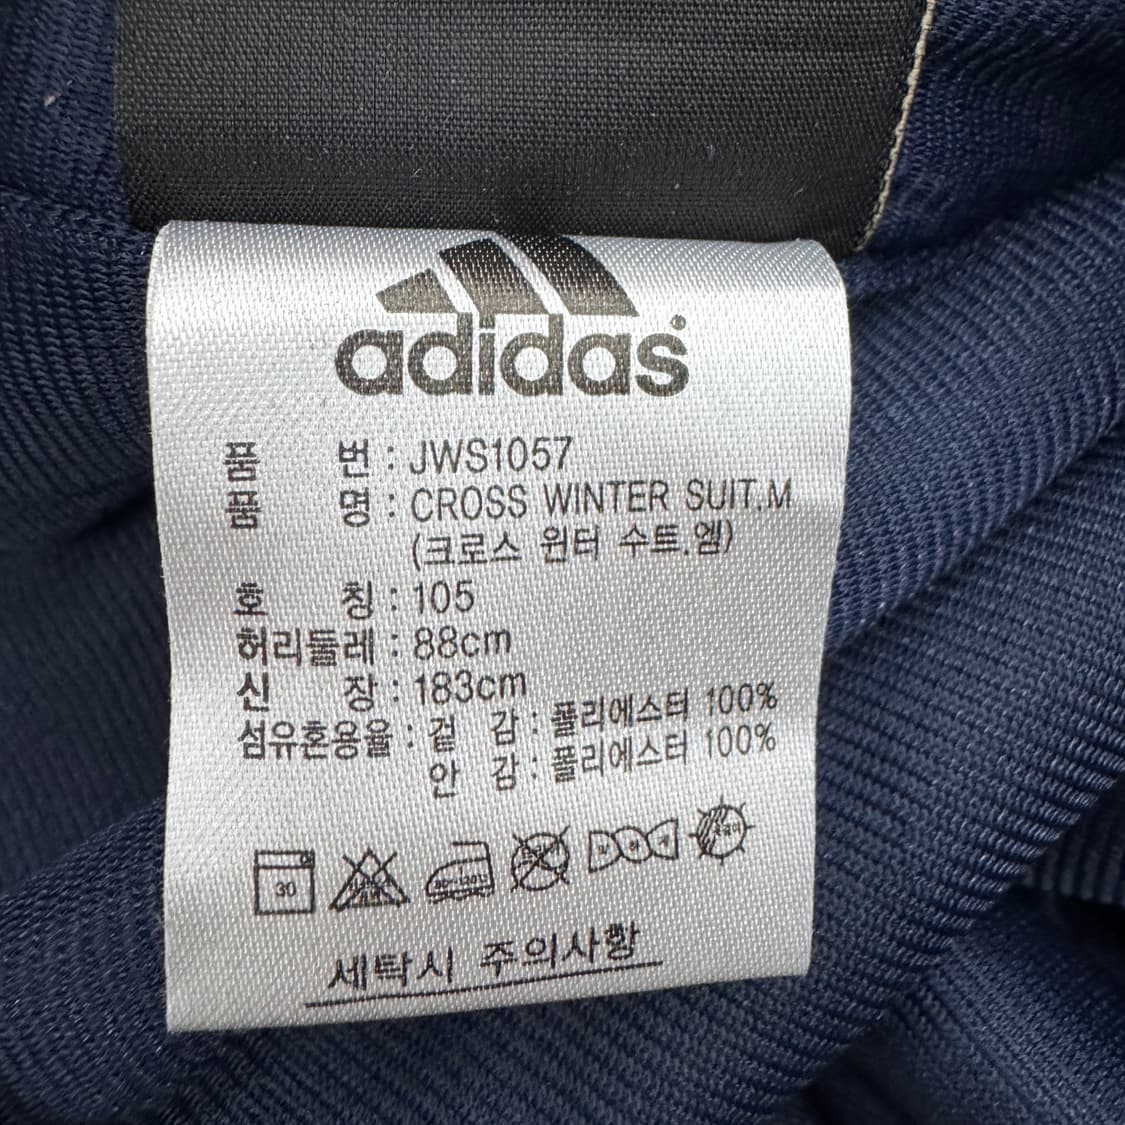 adidas
품 번 : JWS1057
품 명 : CROSS WINTER SUIT.M
(크로스 윈터 수트.엠)
호 칭 : 105
허리둘레 : 88cm
신 장 : 183cm
섬유혼용율 : 겉 감 : 폴리에스터 100%
안 감 : 폴리에스터 100%
30
세탁시 주의사항